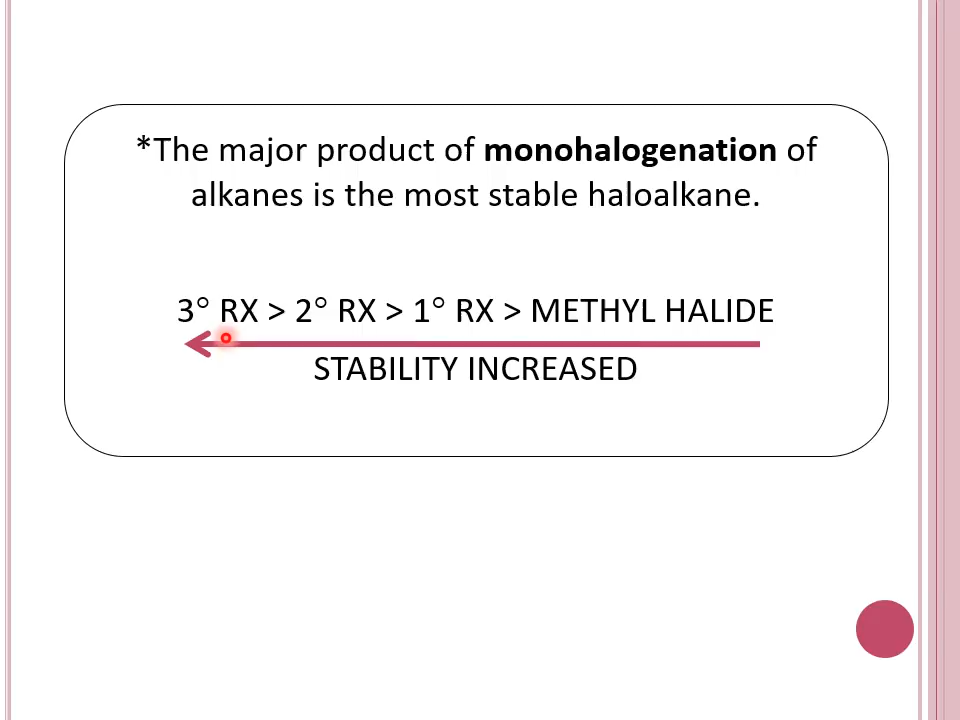 *The major product of monohalogenation of
alkanes is the most stable haloalkane.
3° RX > 2° RX > 1° RX > METHYL HALIDE
STABILITY INCREASED